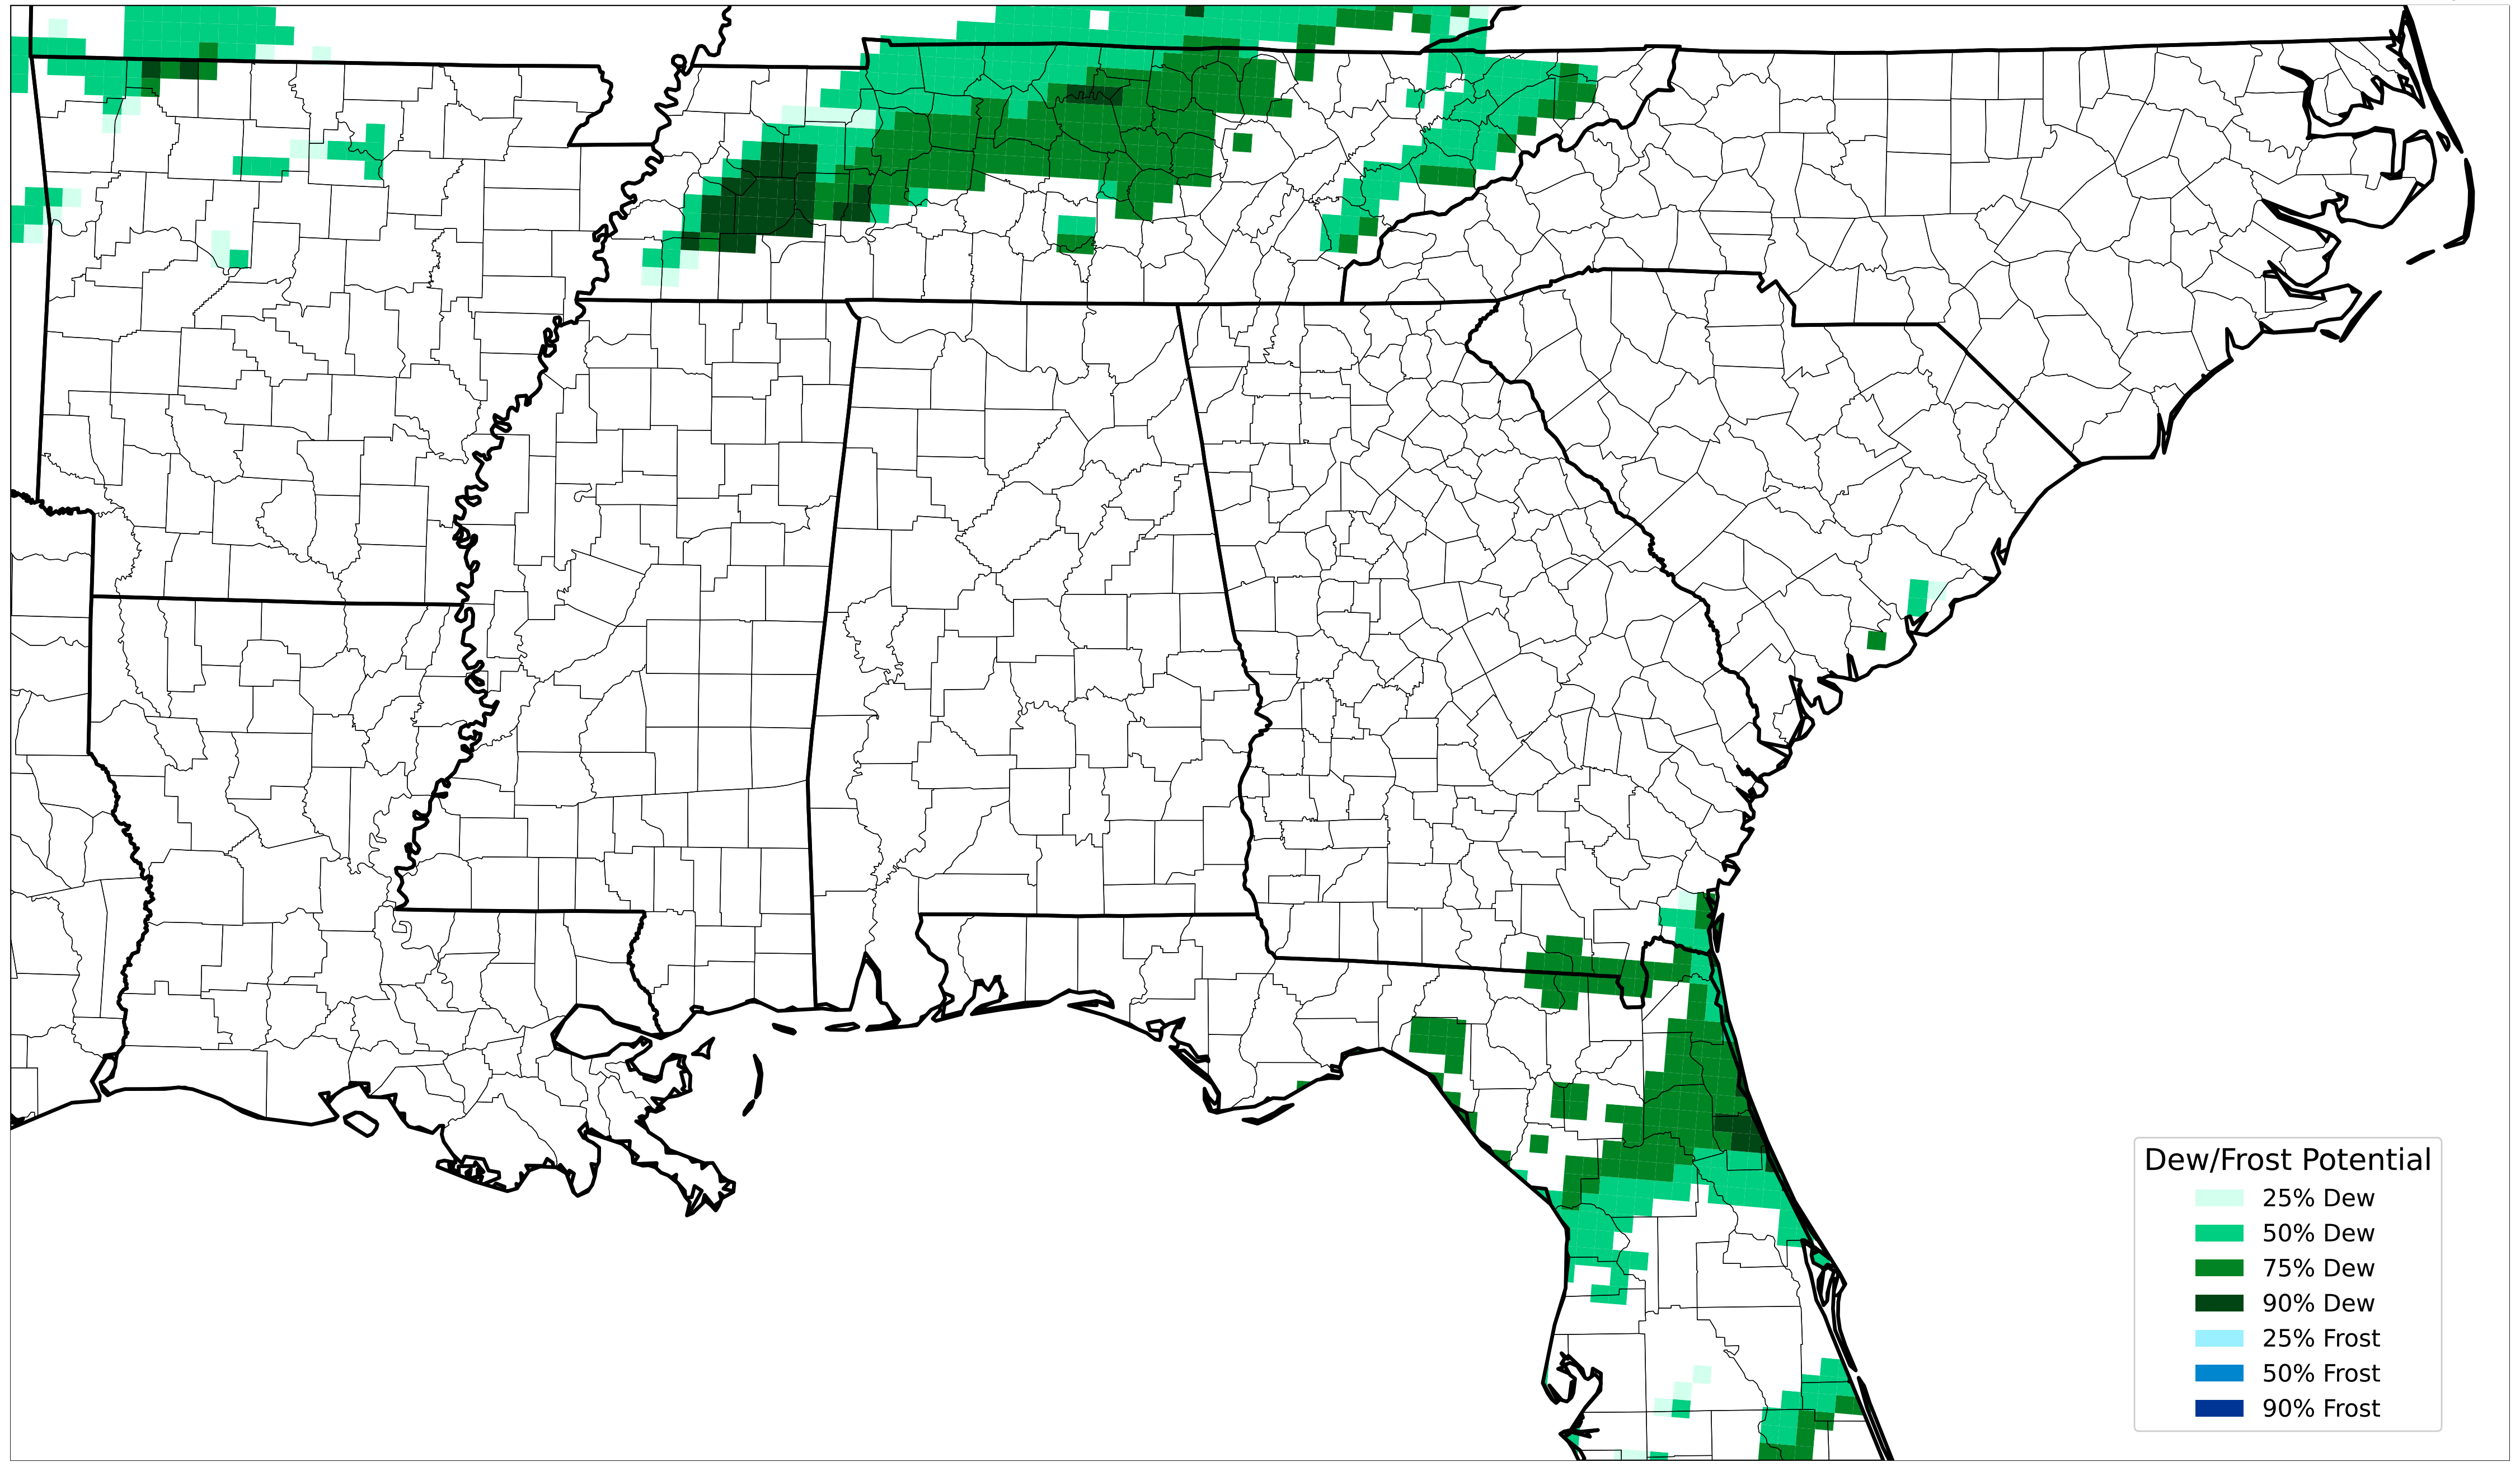 Dew/Frost Potential
25% Dew
50% Dew
75% Dew
90% Dew
25% Frost
50% Frost
90% Frost